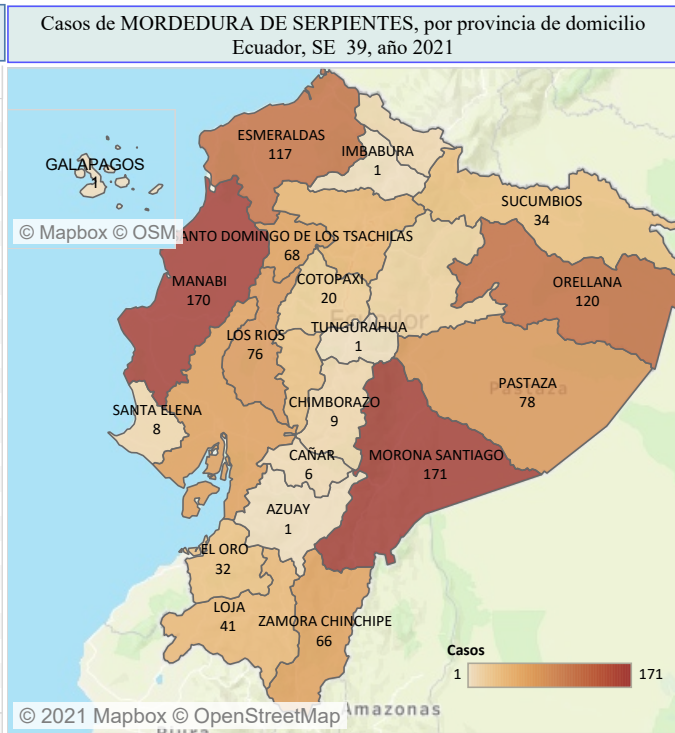 Casos de MORDEDURA DE SERPIENTES, por provincia de domicilio
Ecuador, SE 39, año 2021
ESMERALDAS
117
IMBABURA
1
GALAPAGOS
1
SUCUMBIOS
34
© Mapbox © OSM
ANTO DOMINGO DE LOS TSACHILAS
68
MANABI
170
COTOPAXI
20
ORELLANA
120
Ecuador
TUNGURAHUA
1
LOS RIOS
76
PASTAZA
78
Pastaza
SANTA ELENA
8
CHIMBORAZO
9
CAÑAR
6
MORONA SANTIAGO
171
AZUAY
1
EL ORO
32
LOJA
41
ZAMORA CHINCHIPE
66
Casos
1 171
Amazonas
© 2021 Mapbox © OpenStreetMap